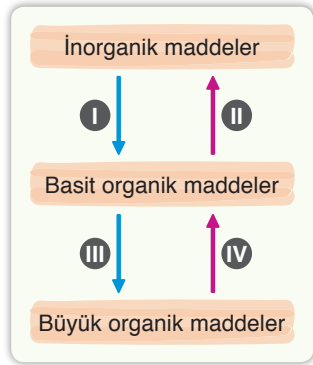 İnorganik maddeler
I
II
Basit organik maddeler
III
IV
Büyük organik maddeler